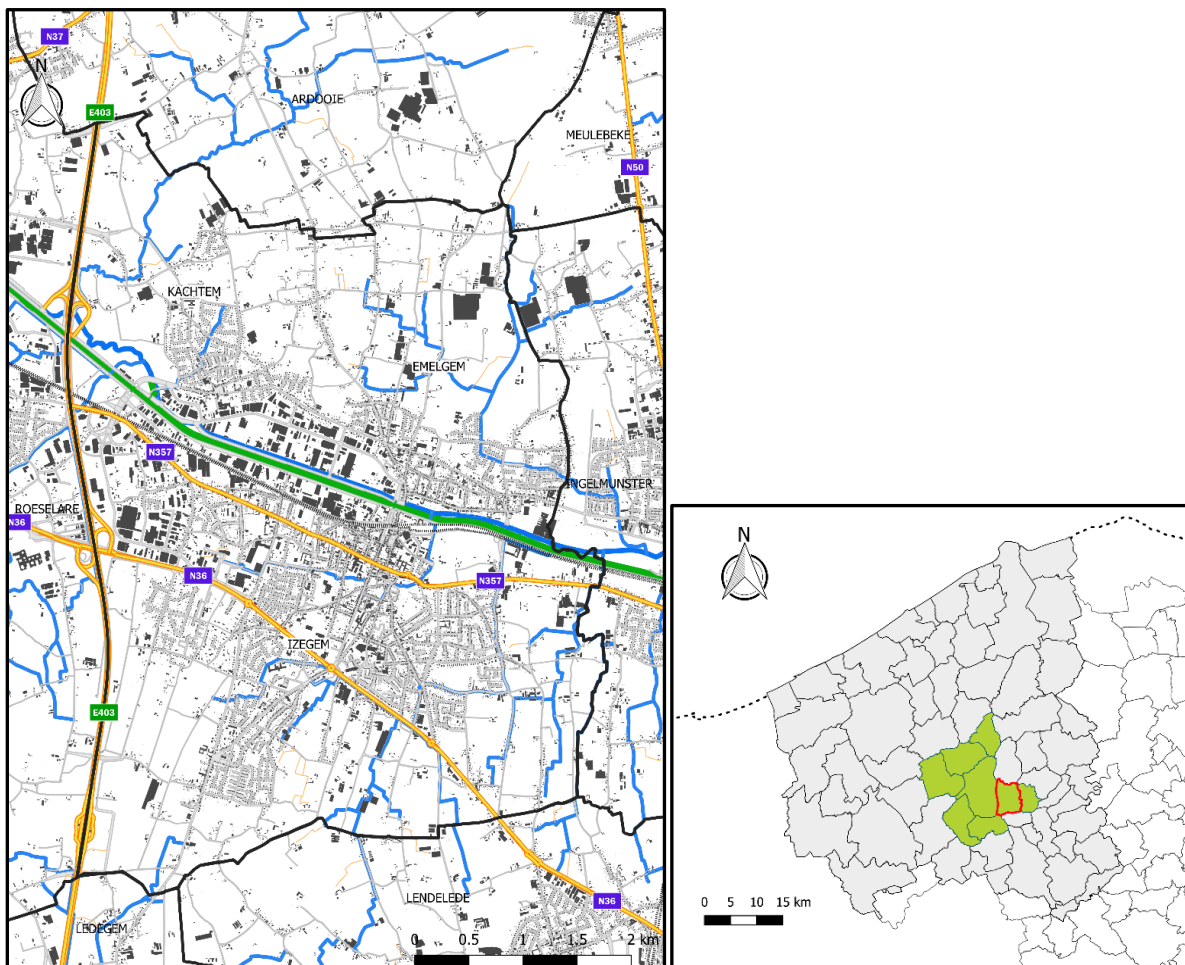 N37
N
E403
ARDOOIE
MEULEBEKE
N50
KACHTEM
EMELGEM
N357
INGELMUNSTER
ROESELARE
N36
N36
N357
IZEGEM
E403
LENDELEDE
N36
LEDEGEM
0 0.5 1 1.5 2 km
N
0 5 10 15 km